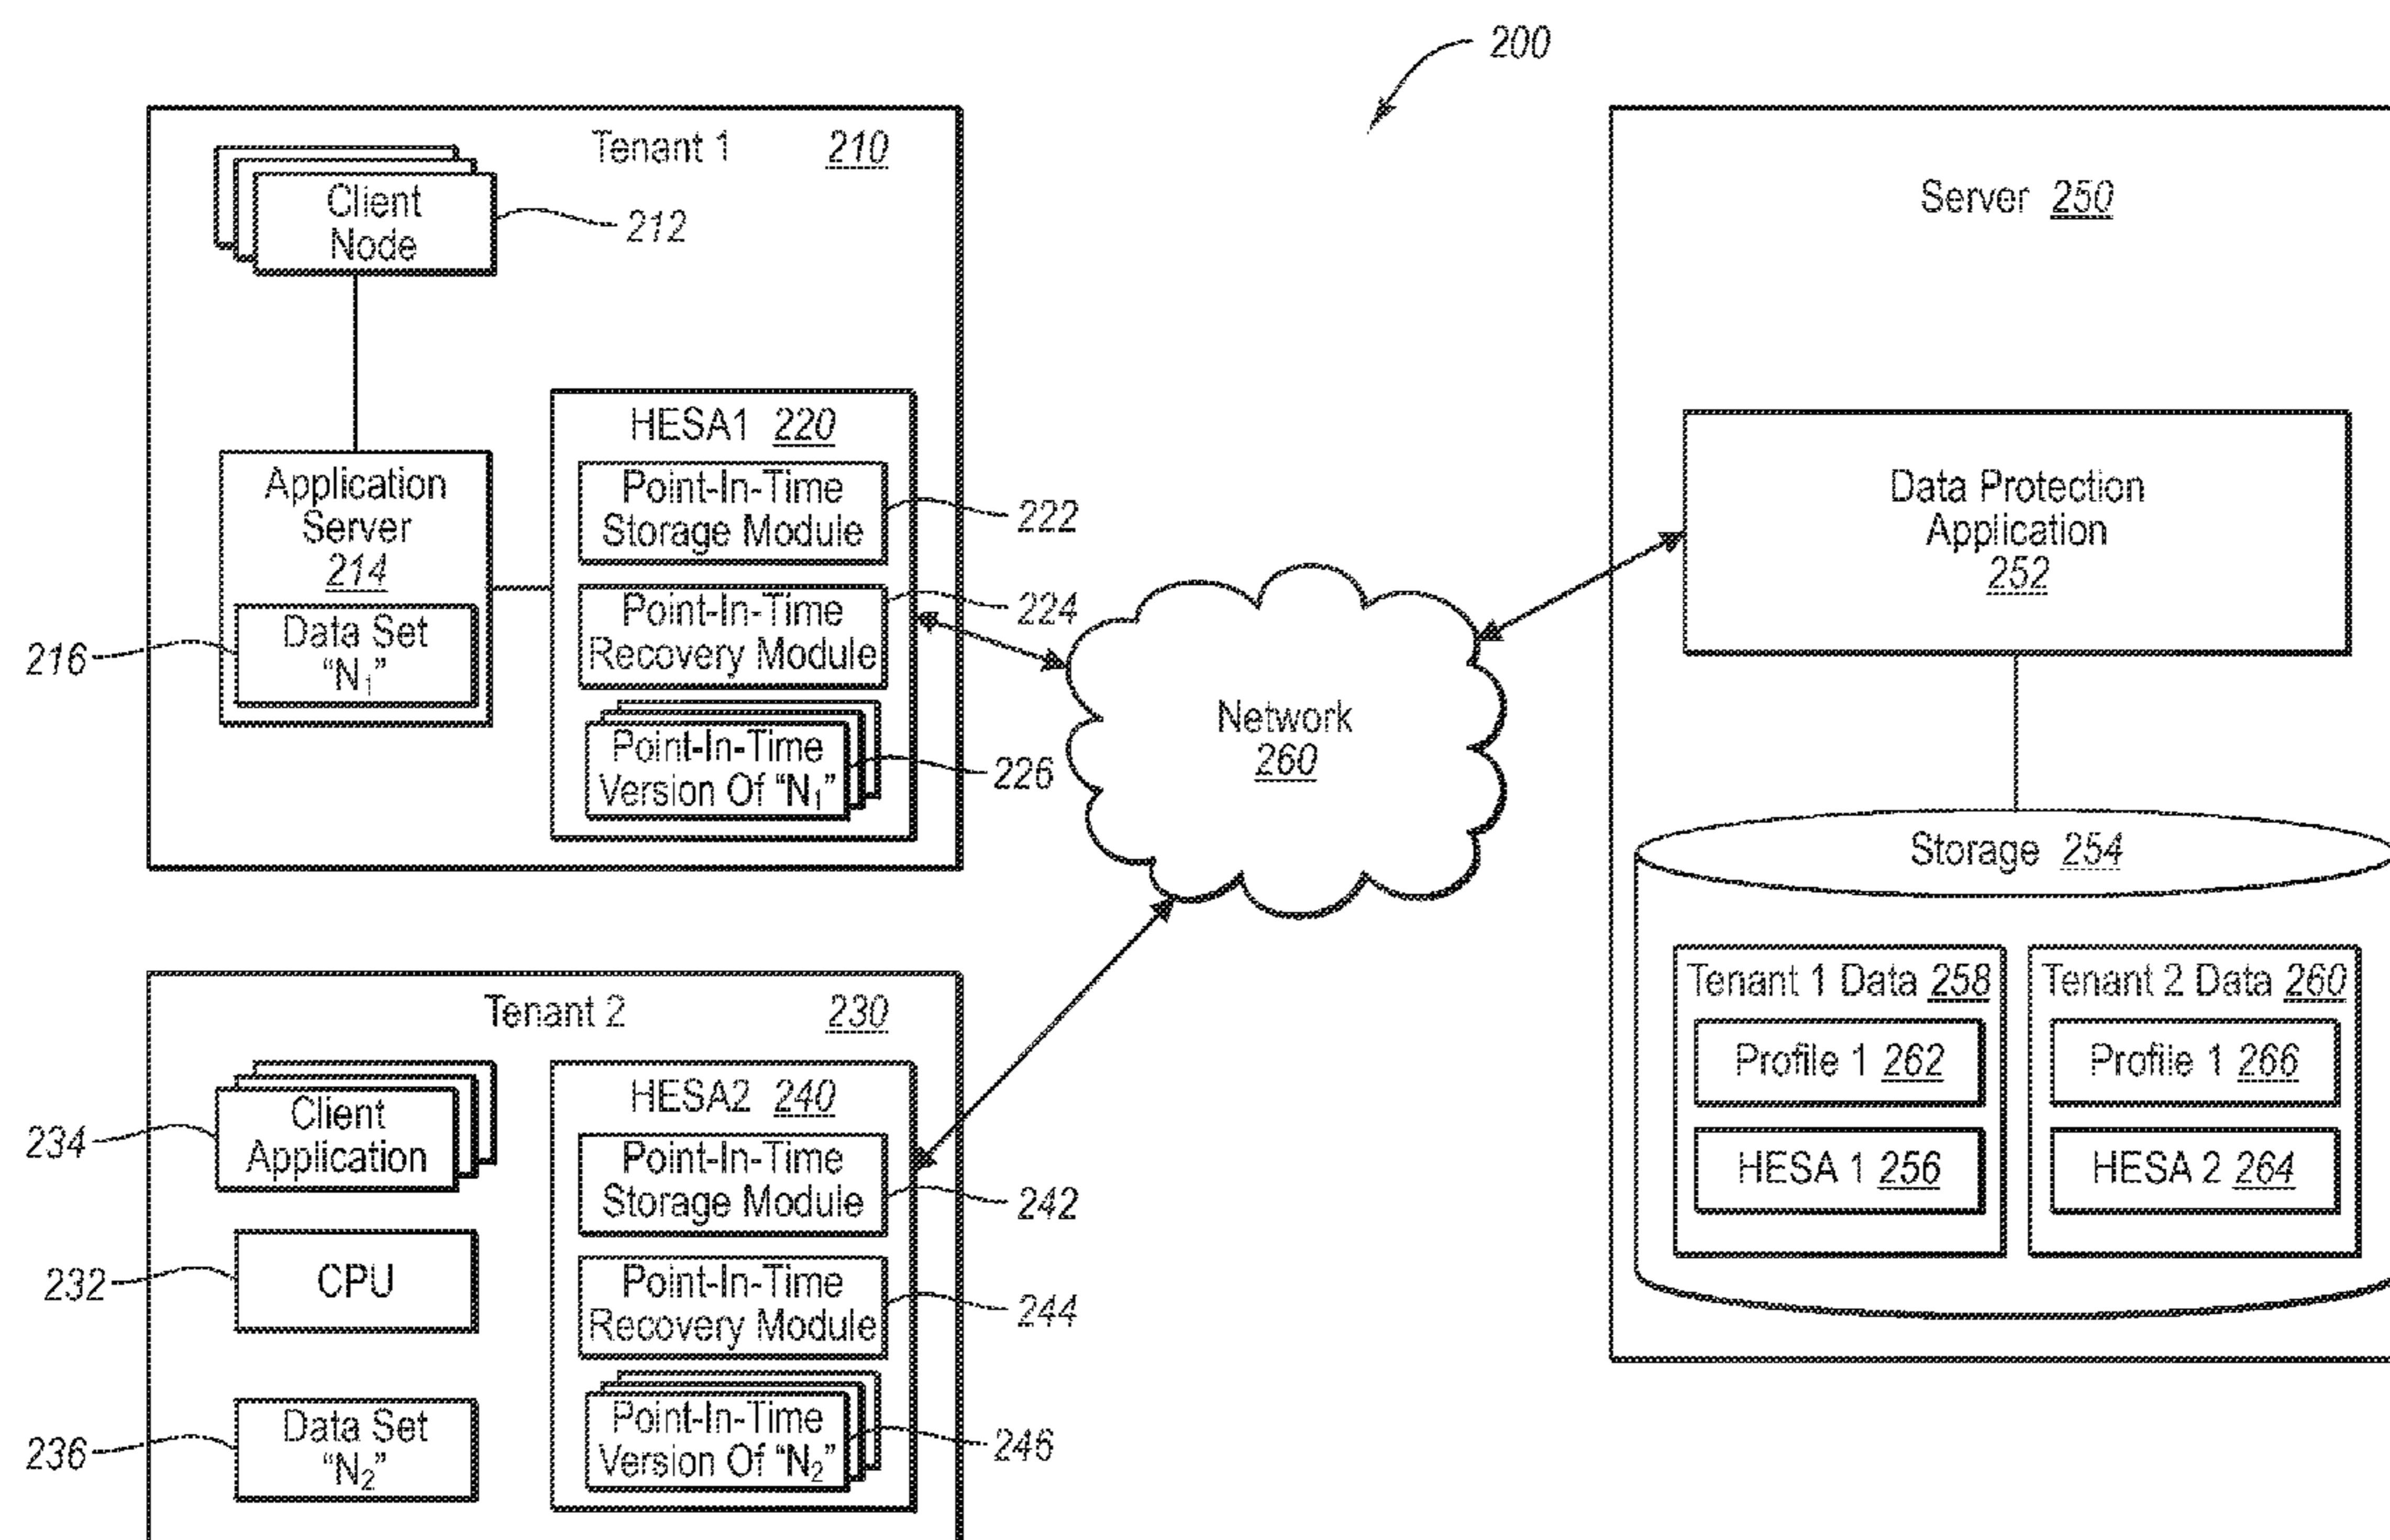 200
Tenant 1 210
Client
Node
212
Application
Server
214
216
Data Set
“N1”
HESA1 220
Point-In-Time
Storage Module
222
Point-In-Time
Recovery Module
224
Point-In-Time
Version Of “N1”
226
Tenant 2 230
234
Client
Application
232
CPU
236
Data Set
“N2”
HESA2 240
Point-In-Time
Storage Module
242
Point-In-Time
Recovery Module
244
Point-In-Time
Version Of “N2”
246
Network
260
Server 250
Data Protection
Application
252
Storage 254
Tenant 1 Data 258
Profile 1 262
HESA 1 256
Tenant 2 Data 260
Profile 1 266
HESA 2 264